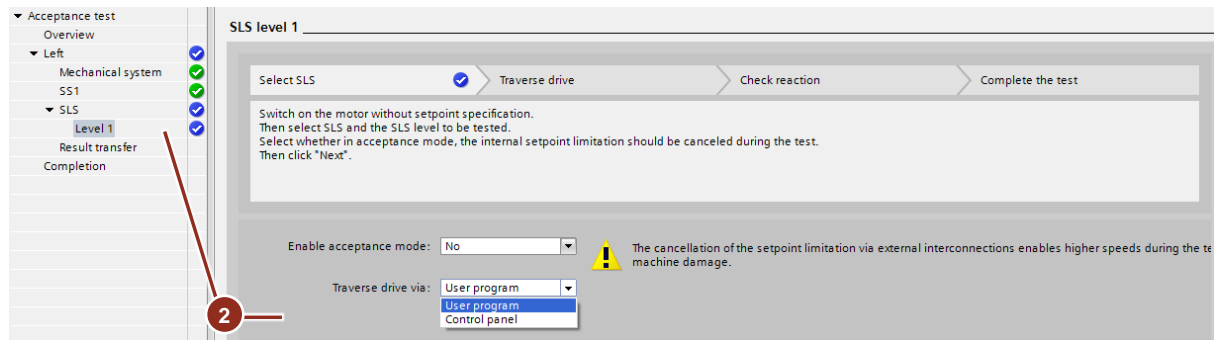 Acceptance test
Overview
Left
Mechanical system
SS1
SLS
Level 1
Result transfer
Completion
SLS level 1
Select SLS
Traverse drive
Check reaction
Complete the test
Switch on the motor without setpoint specification.
Then select SLS and the SLS level to be tested.
Select whether in acceptance mode, the internal setpoint limitation should be canceled during the test.
Then click "Next".
Enable acceptance mode:
No
The cancellation of the setpoint limitation via external interconnections enables higher speeds during the te
machine damage.
Traverse drive via:
User program
User program
Control panel
2